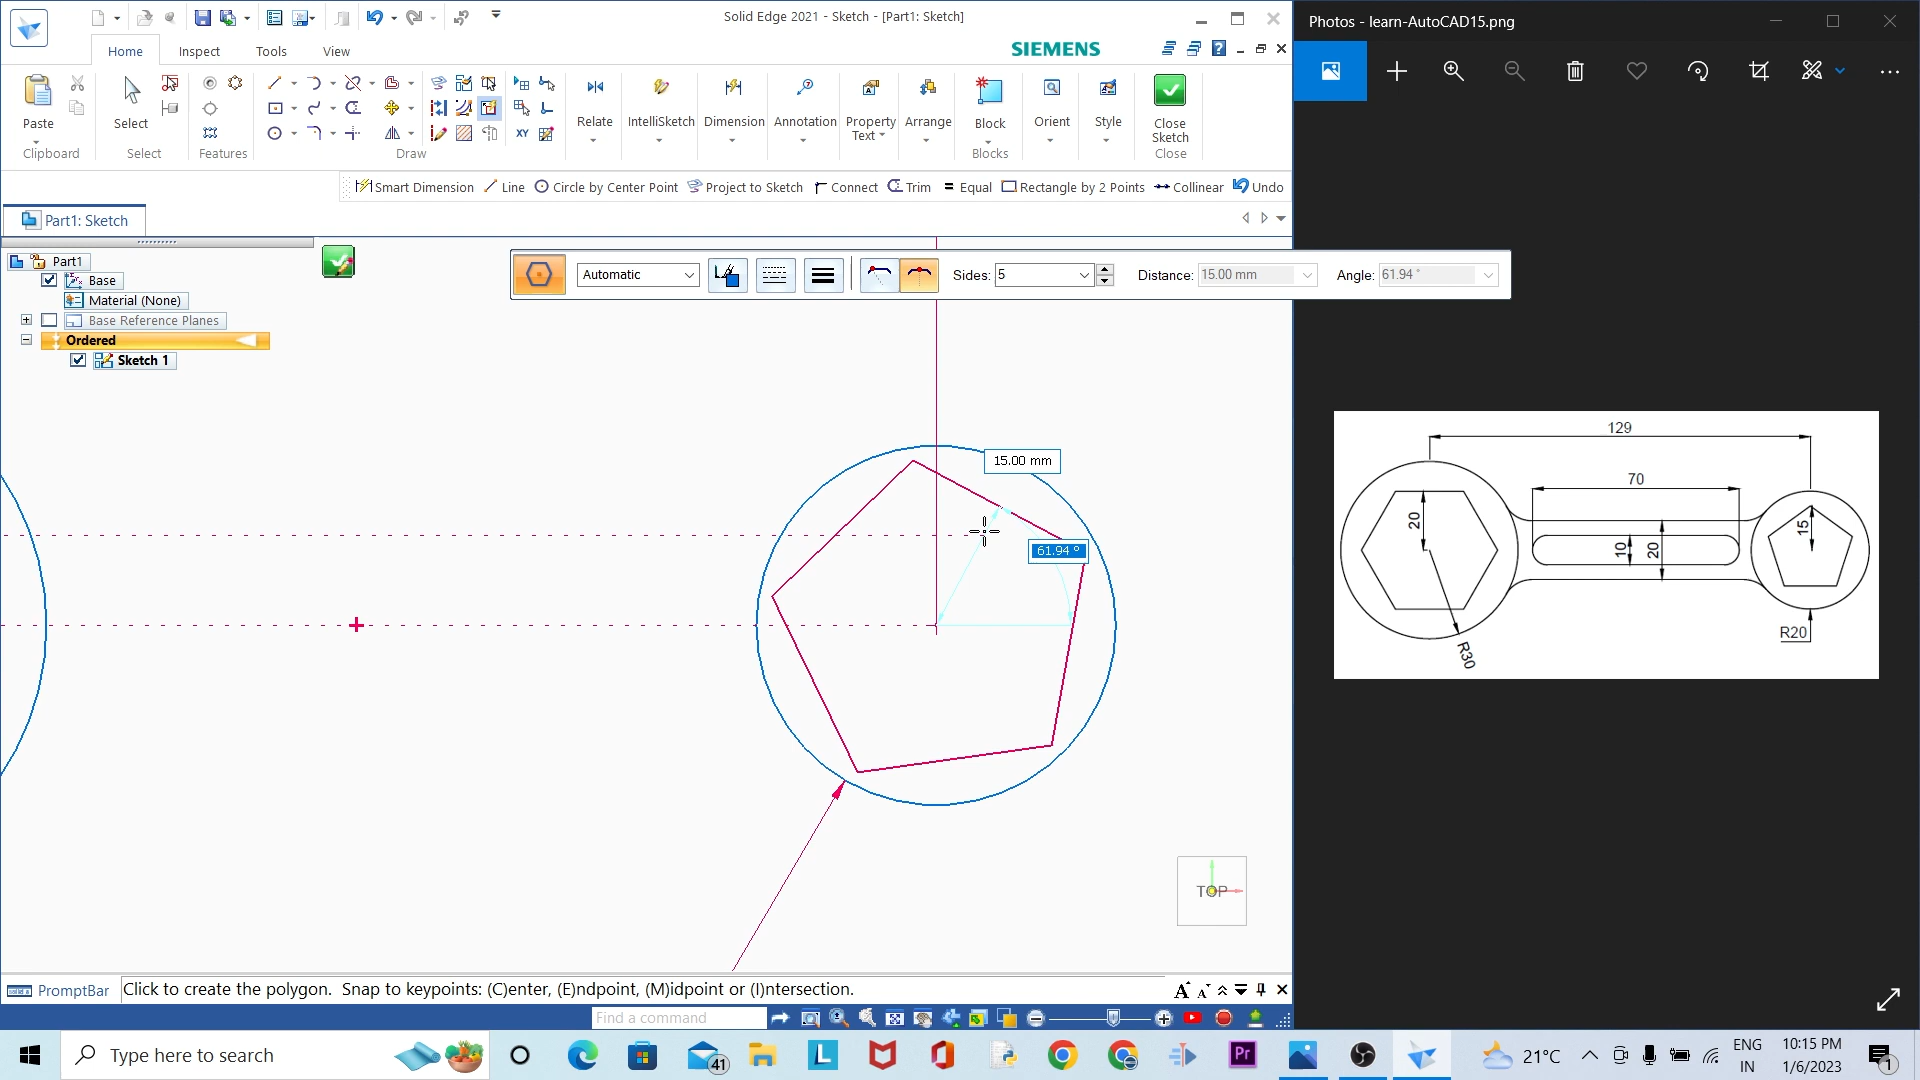 Solid Edge 2021 - Sketch - [Part1: Sketch]
Photos - learn-AutoCAD15.png
Home
Inspect
Tools
View
SIEMENS
Paste
Select
Relate
IntelliSketch
Dimension
Annotation
Property
Text
Arrange
Block
Orient
Style
Close
Sketch
XY
Clipboard
Select
Features
Draw
Blocks
Close
Smart Dimension
Line
Circle by Center Point
Project to Sketch
Connect
Trim
Equal
Rectangle by 2 Points
Collinear
Undo
Part1: Sketch
Part1
Base
Material (None)
Base Reference Planes
Ordered
Sketch 1
Automatic
Sides: 5
Distance: 15.00 mm
Angle: 61.94 °
15.00 mm
61.94 °
TOP
129
70
20
10
20
15
R20
R30
PromptBar
Click to create the polygon.  Snap to keypoints: (C)enter, (E)ndpoint, (M)idpoint or (I)ntersection.
Find a command
Type here to search
41
L
Pr
21°C
ENG
IN
10:15 PM
1/6/2023
1